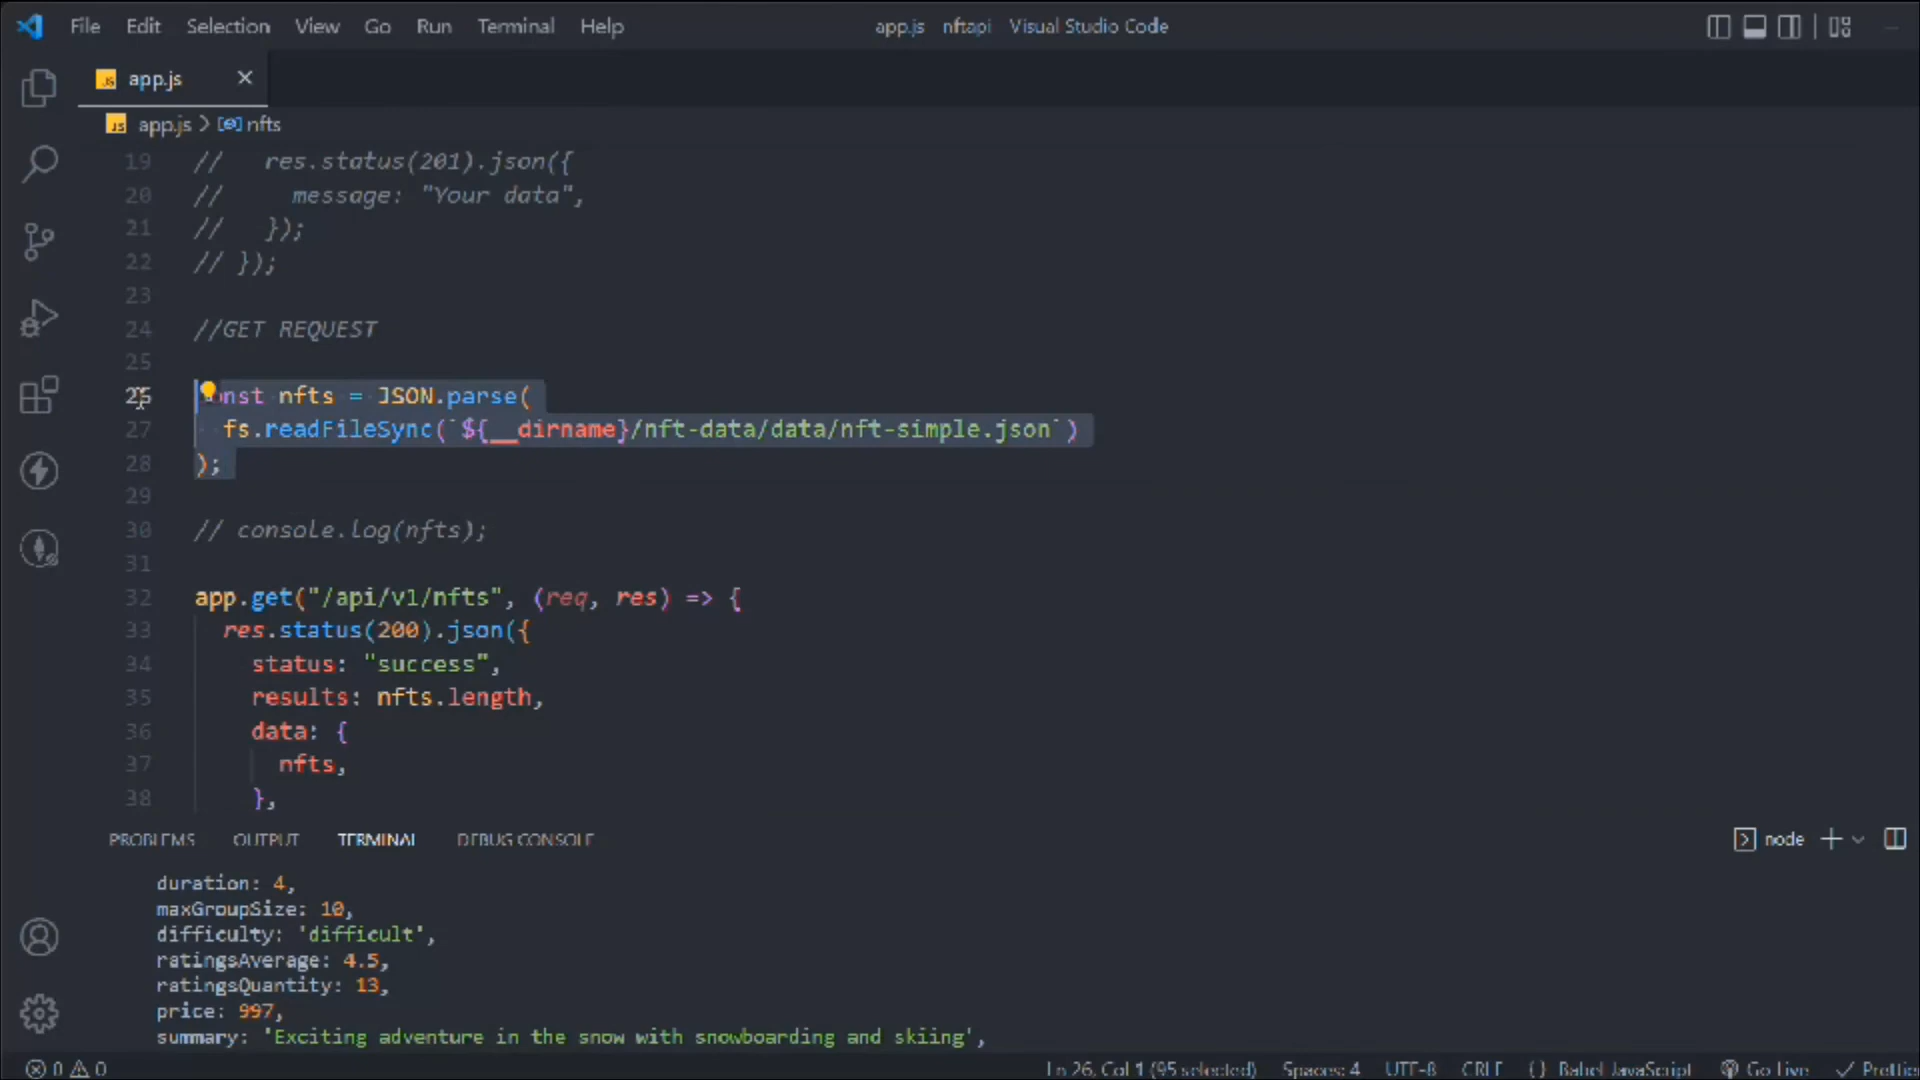 File Edit Selection View Go Run Terminal Help app.js nftapi Visual Studio Code
JS app.js
JS app.js > nfts
19 //   res.status(201).json({
20 //     message: "Your data",
21 //   });
22 // });
23
24 //GET REQUEST
25
26 const nfts = JSON.parse(
27 fs.readFileSync(`${__dirname}/nft-data/data/nft-simple.json`)
28 );
29
30 // console.log(nfts);
31
32 app.get("/api/v1/nfts", (req, res) => {
33 res.status(200).json({
34 status: "success",
35 results: nfts.length,
36 data: {
37 nfts,
38 },
PROBLEMS OUTPUT TERMINAL DEBUG CONSOLE node
duration: 4,
maxGroupSize: 10,
difficulty: 'difficult',
ratingsAverage: 4.5,
ratingsQuantity: 13,
price: 997,
summary: 'Exciting adventure in the snow with snowboarding and skiing',
0 0 Ln 26, Col 1 (95 selected) Spaces: 4 UTF-8 CRLF {} Babel JavaScript Go Live